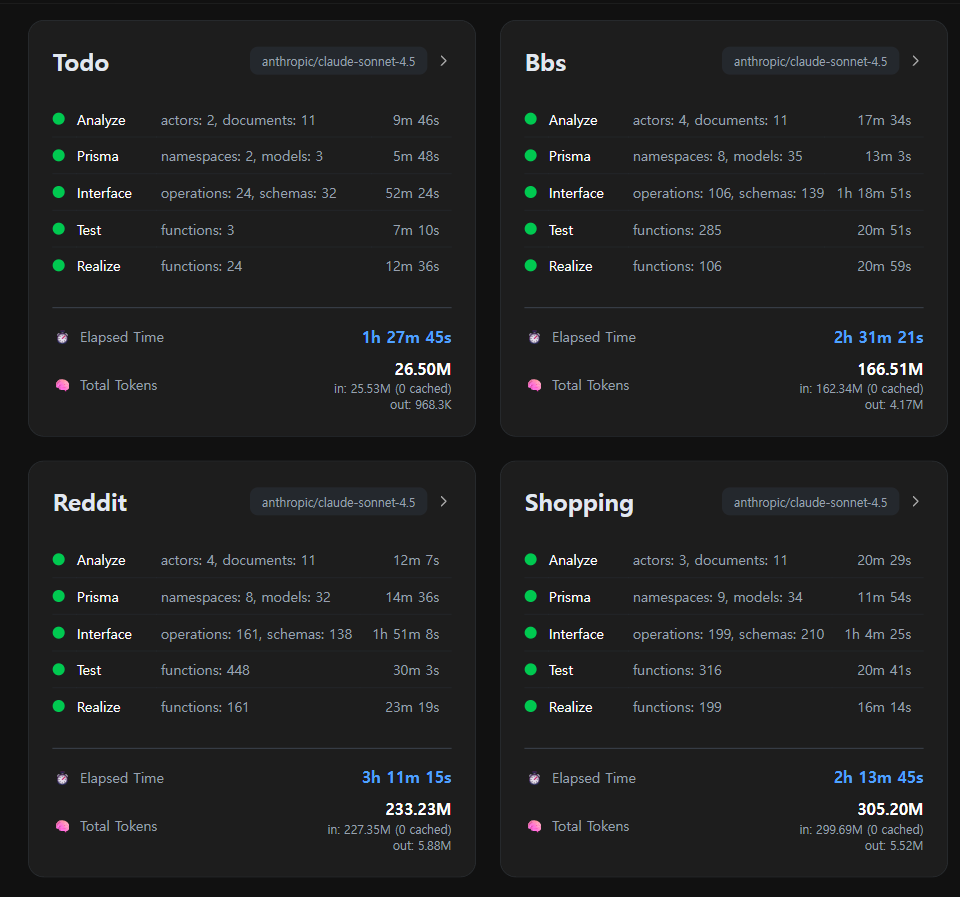 Todo
anthropic/claude-sonnet-4.5
Analyze actors: 2, documents: 11 9m 46s
Prisma namespaces: 2, models: 3 5m 48s
Interface operations: 24, schemas: 32 52m 24s
Test functions: 3 7m 10s
Realize functions: 24 12m 36s
Elapsed Time 1h 27m 45s
Total Tokens 26.50M
in: 25.53M (0 cached)
out: 968.3K
Bbs
anthropic/claude-sonnet-4.5
Analyze actors: 4, documents: 11 17m 34s
Prisma namespaces: 8, models: 35 13m 3s
Interface operations: 106, schemas: 139 1h 18m 51s
Test functions: 285 20m 51s
Realize functions: 106 20m 59s
Elapsed Time 2h 31m 21s
Total Tokens 166.51M
in: 162.34M (0 cached)
out: 4.17M
Reddit
anthropic/claude-sonnet-4.5
Analyze actors: 4, documents: 11 12m 7s
Prisma namespaces: 8, models: 32 14m 36s
Interface operations: 161, schemas: 138 1h 51m 8s
Test functions: 448 30m 3s
Realize functions: 161 23m 19s
Elapsed Time 3h 11m 15s
Total Tokens 233.23M
in: 227.35M (0 cached)
out: 5.88M
Shopping
anthropic/claude-sonnet-4.5
Analyze actors: 3, documents: 11 20m 29s
Prisma namespaces: 9, models: 34 11m 54s
Interface operations: 199, schemas: 210 1h 4m 25s
Test functions: 316 20m 41s
Realize functions: 199 16m 14s
Elapsed Time 2h 13m 45s
Total Tokens 305.20M
in: 299.69M (0 cached)
out: 5.52M